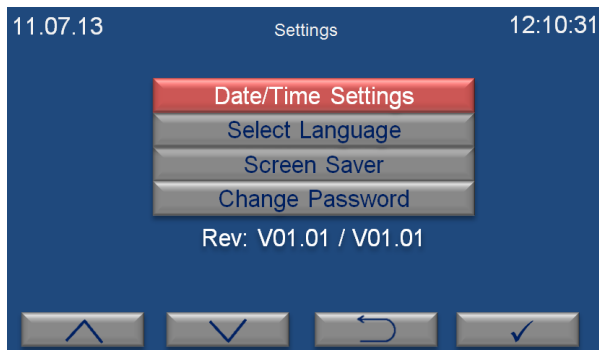 11.07.13 Settings 12:10:31
Date/Time Settings
Select Language
Screen Saver
Change Password
Rev: V01.01 / V01.01